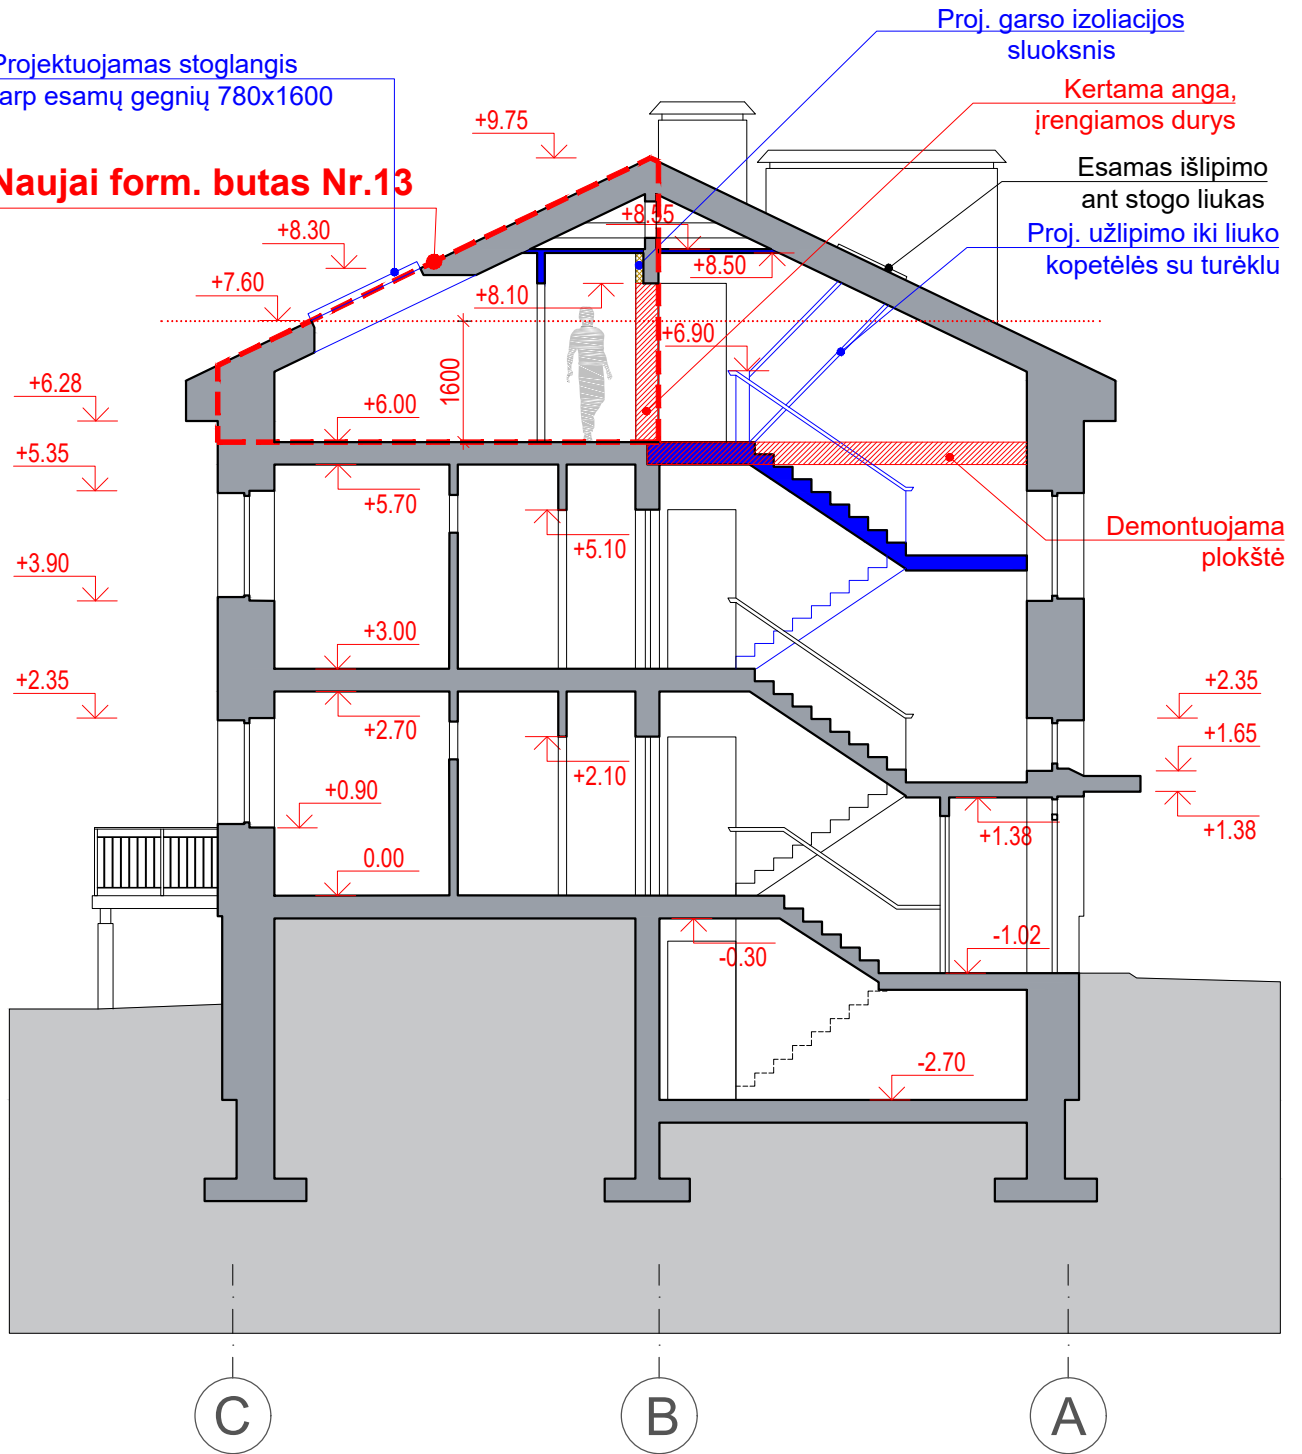 Proj. garso izoliacijos
sluoksnis
Projektuojamas stoglangis
tarp esamų gegnių 780x1600
Kertama anga,
įrengiamos durys
+9.75
Naujai form. butas Nr.13
Esamas išlipimo
ant stogo liukas
+8.55
+8.30
Proj. užlipimo iki liuko
kopetėlės su turėklu
+8.50
+7.60
+8.10
+6.90
1600
+6.28
+6.00
+5.35
+5.70
+5.10
Demontuojama
plokštė
+3.90
+3.00
+2.35
+2.35
+2.70
+1.65
+2.10
+0.90
+1.38
+1.38
0.00
-0.30
-1.02
-2.70
C
B
A